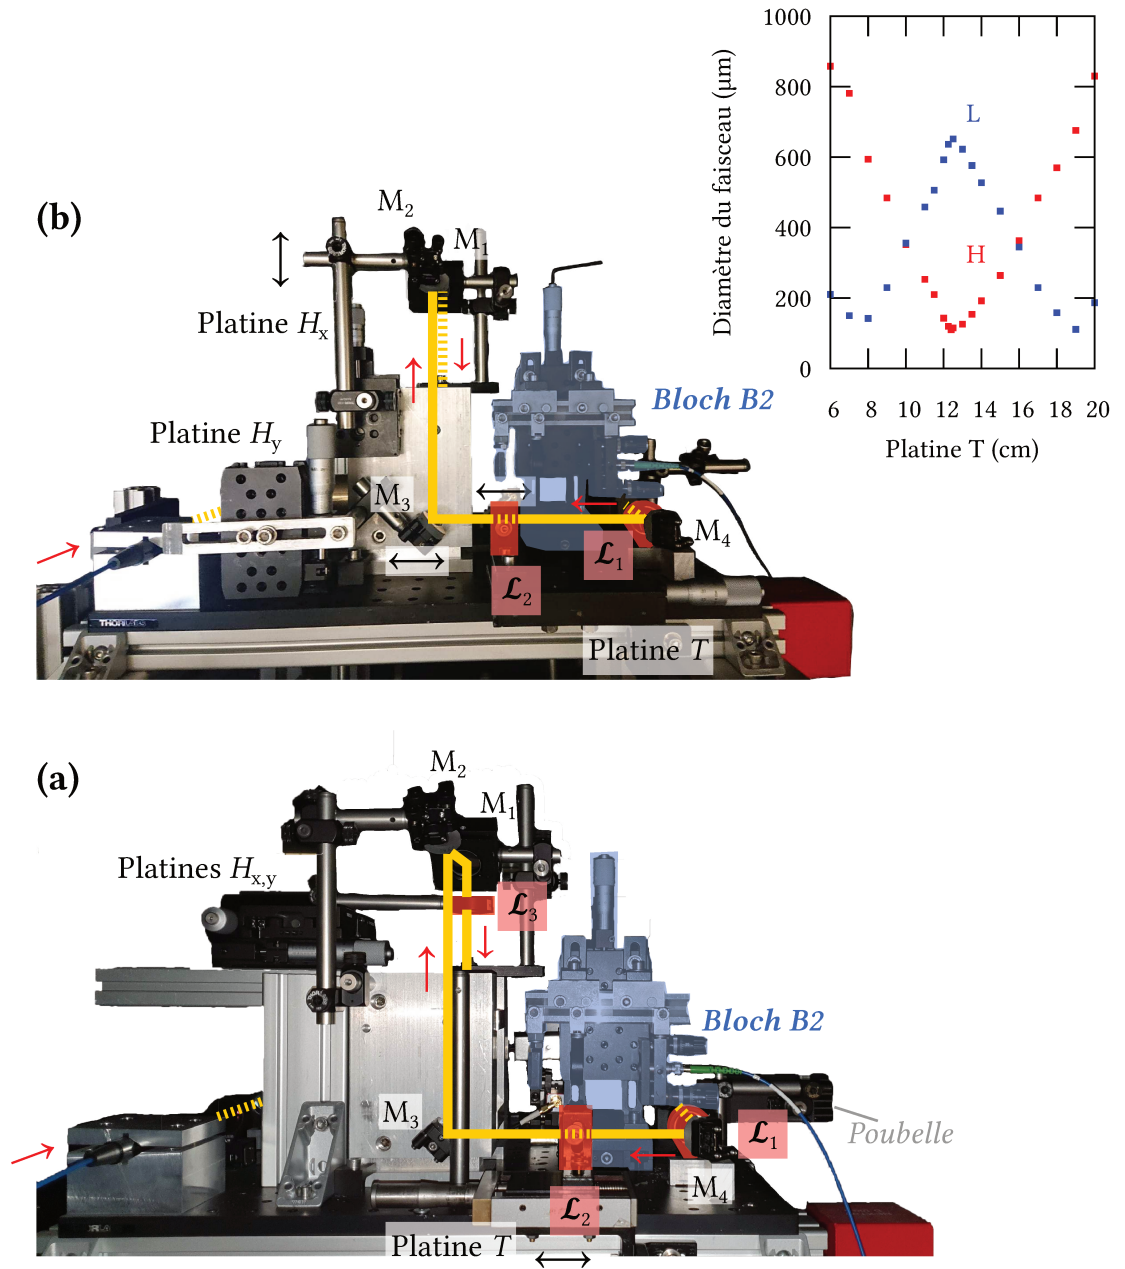 1000
800
600
400
200
0
Diamètre du faisceau (µm)
L
H
6 8 10 12 14 16 18 20
Platine T (cm)
(b)
M2
M1
Platine Hx
Bloch B2
Platine Hy
M3
M4
ℒ1
ℒ2
THORLABS
Platine T
(a)
M2
M1
Platines Hx,y
ℒ3
Bloch B2
M3
ℒ1
Poubelle
M4
ℒ2
Platine T